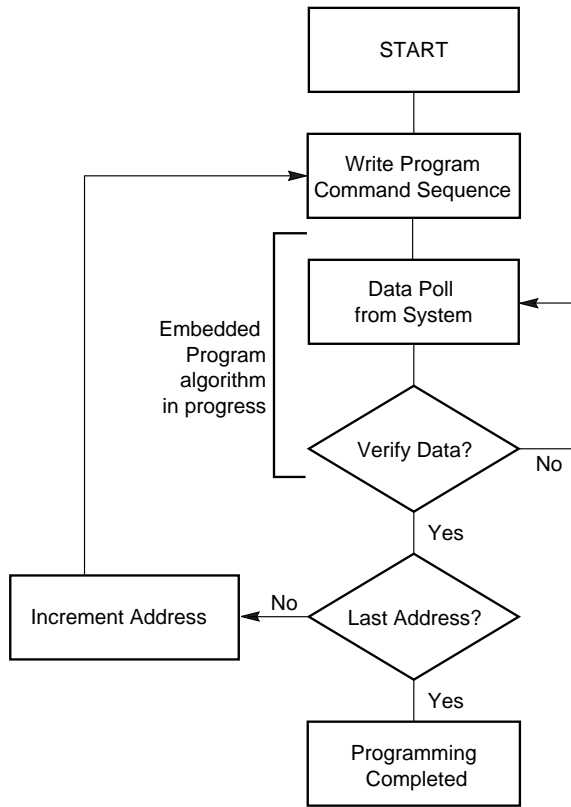 START
Write Program
Command Sequence
Data Poll
from System
Embedded
Program
algorithm
in progress
Verify Data?
No
Yes
Increment Address
No
Last Address?
Yes
Programming
Completed